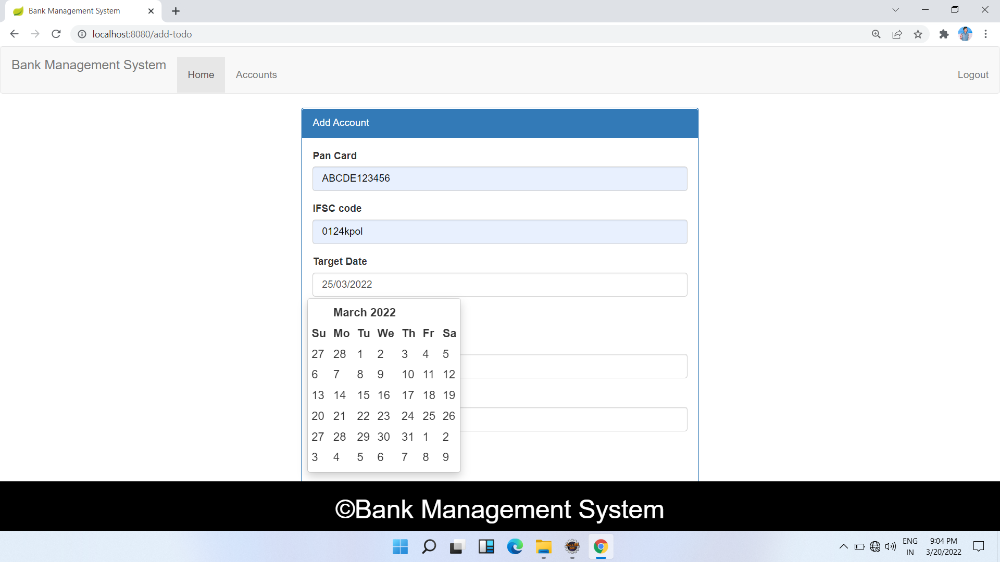 Bank Management System
localhost:8080/add-todo
Bank Management System
Home
Accounts
Logout
Add Account
Pan Card
ABCDE123456
IFSC code
0124kpol
Target Date
25/03/2022
March 2022
Su Mo Tu We Th Fr Sa
27 28 1 2 3 4 5
6 7 8 9 10 11 12
13 14 15 16 17 18 19
20 21 22 23 24 25 26
27 28 29 30 31 1 2
3 4 5 6 7 8 9
©Bank Management System
ENG
IN
9:04 PM
3/20/2022